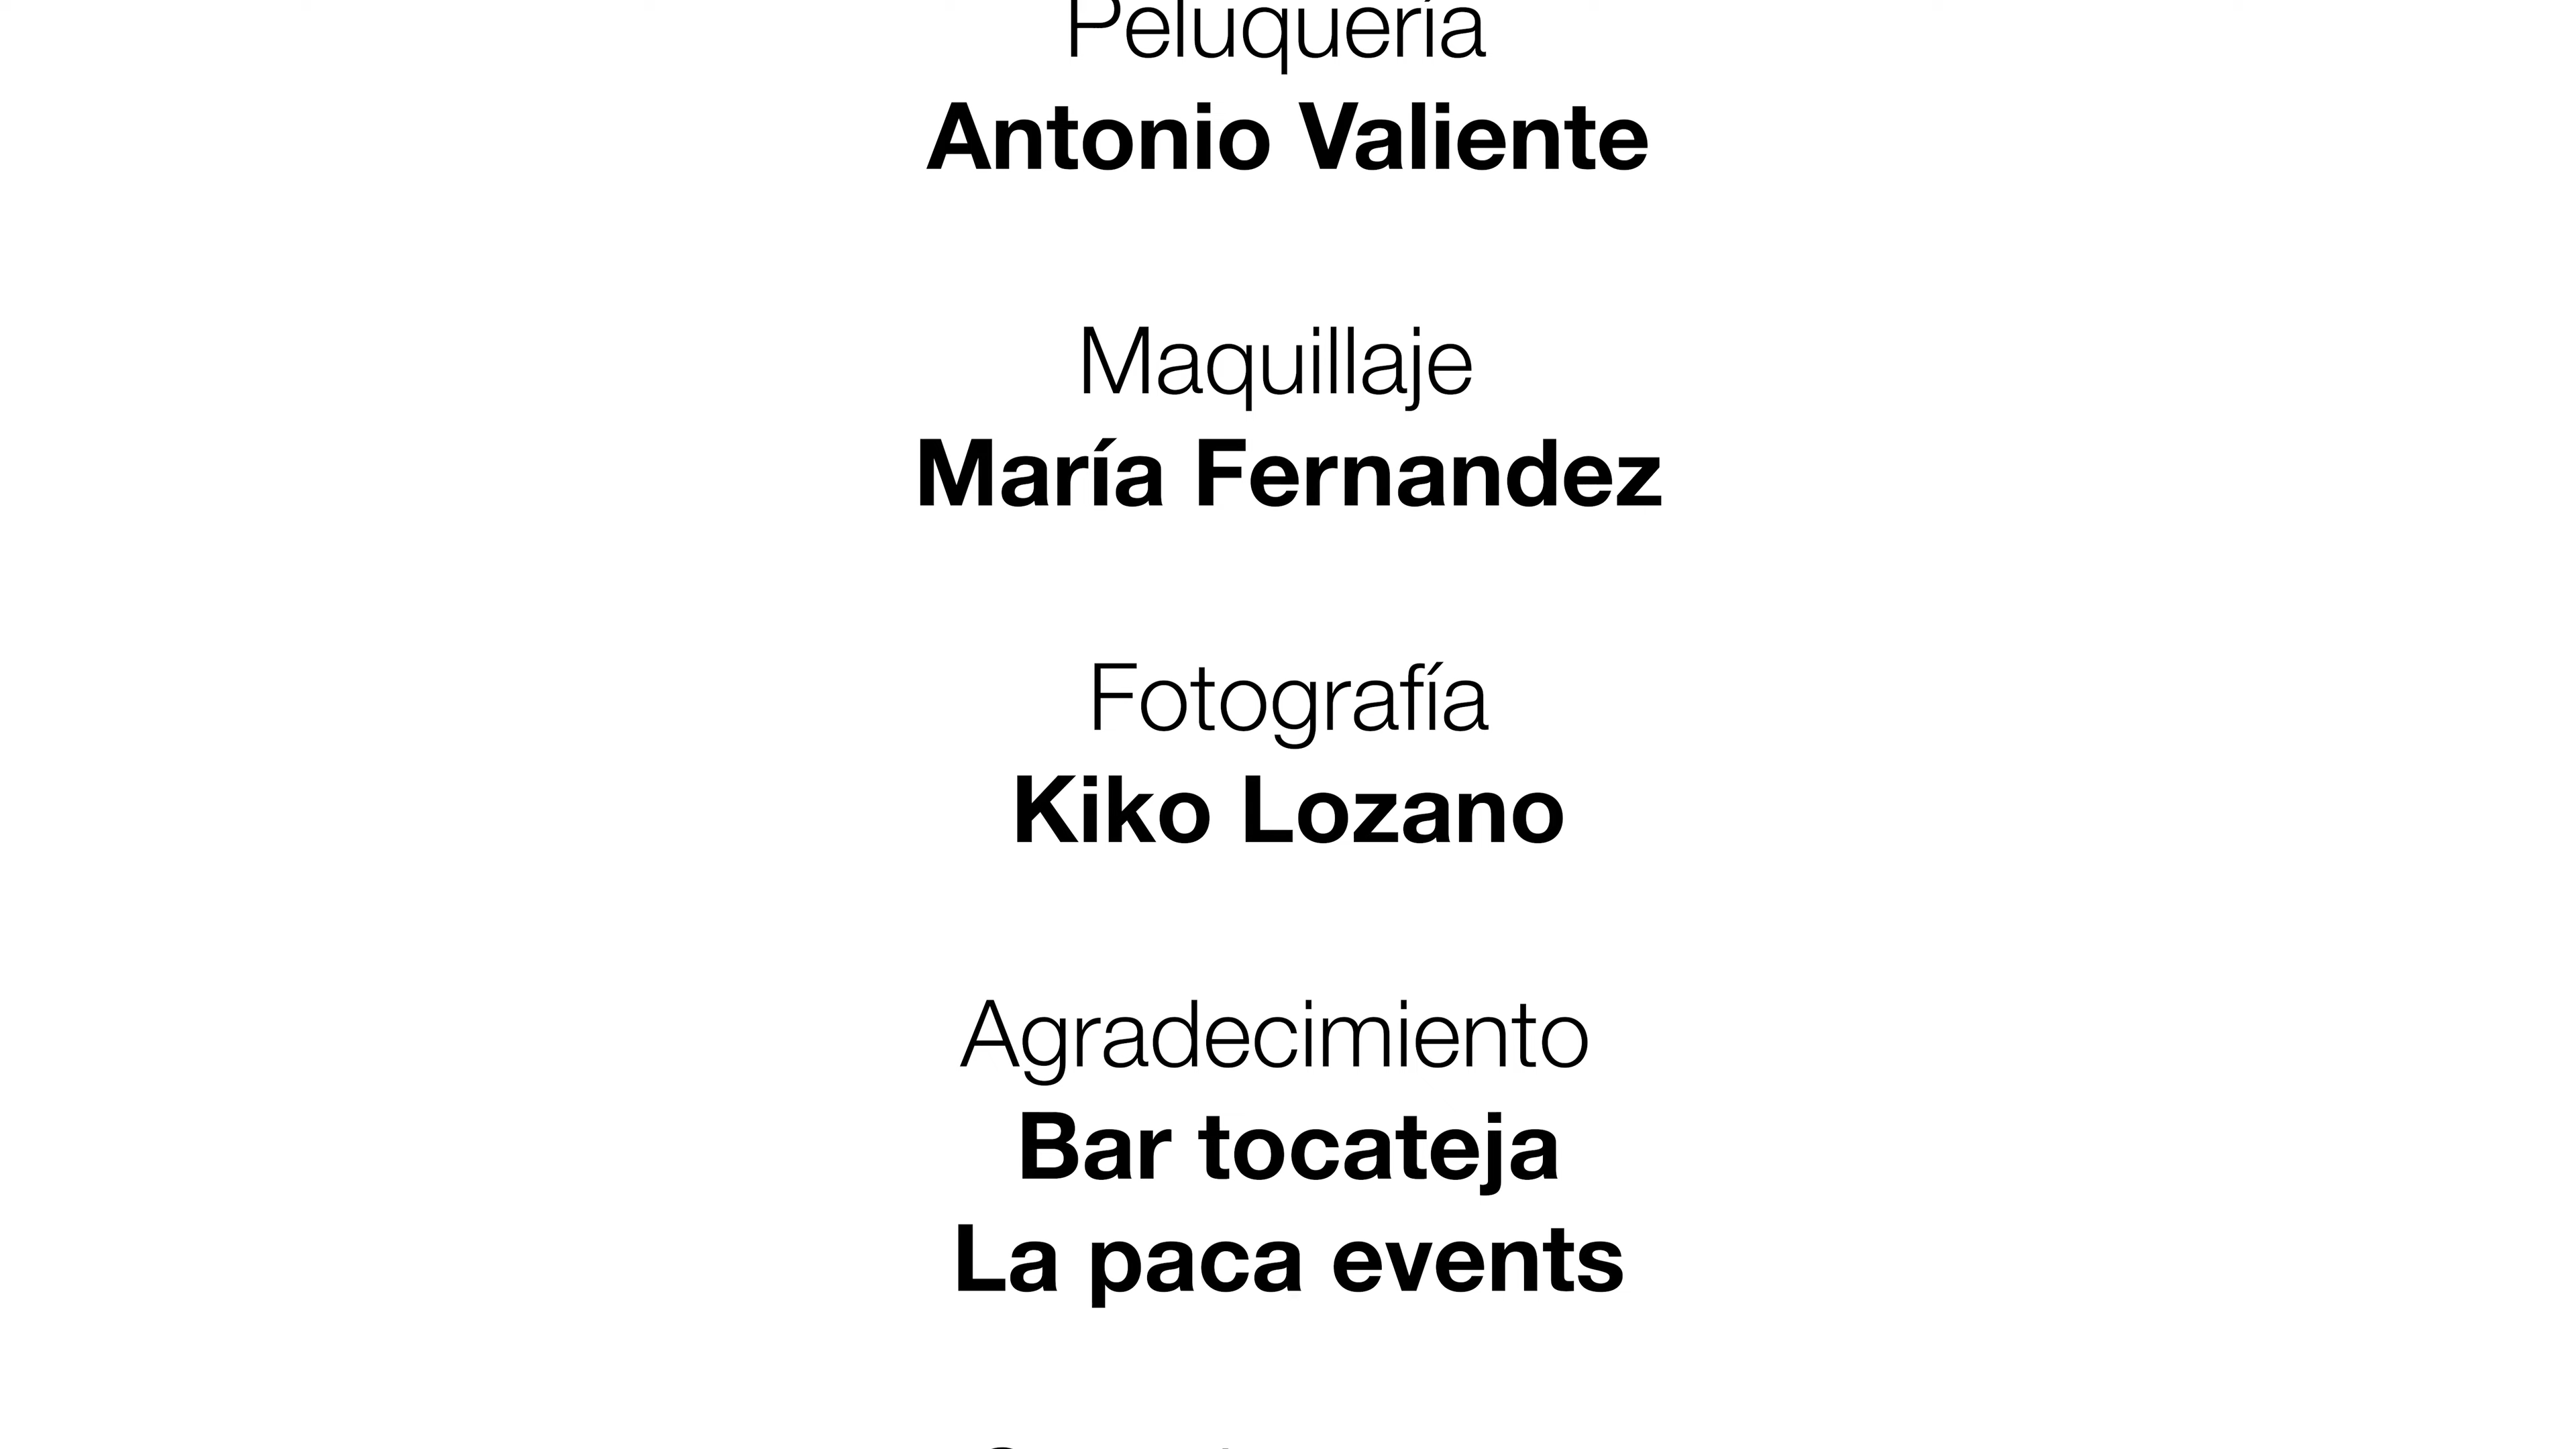 Peluquería
Antonio Valiente
Maquillaje
María Fernandez
Fotografía
Kiko Lozano
Agradecimiento
Bar tocateja
La paca events